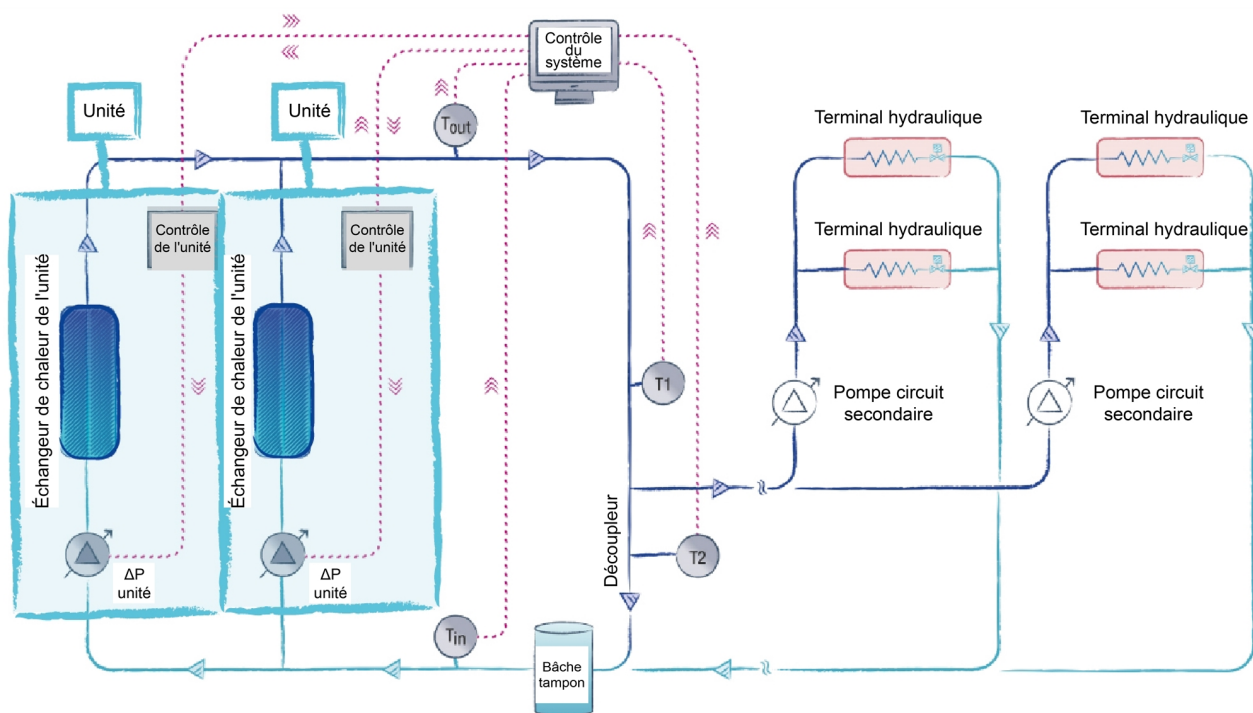 Contrôle
du
système
Unité
Unité
Tout
Terminal hydraulique
Terminal hydraulique
Contrôle
de l'unité
Contrôle
de l'unité
Terminal hydraulique
Terminal hydraulique
Échangeur de chaleur de l'unité
Échangeur de chaleur de l'unité
T1
Pompe circuit
secondaire
Pompe circuit
secondaire
Découpleur
T2
ΔP
unité
ΔP
unité
Tin
Bâche
tampon